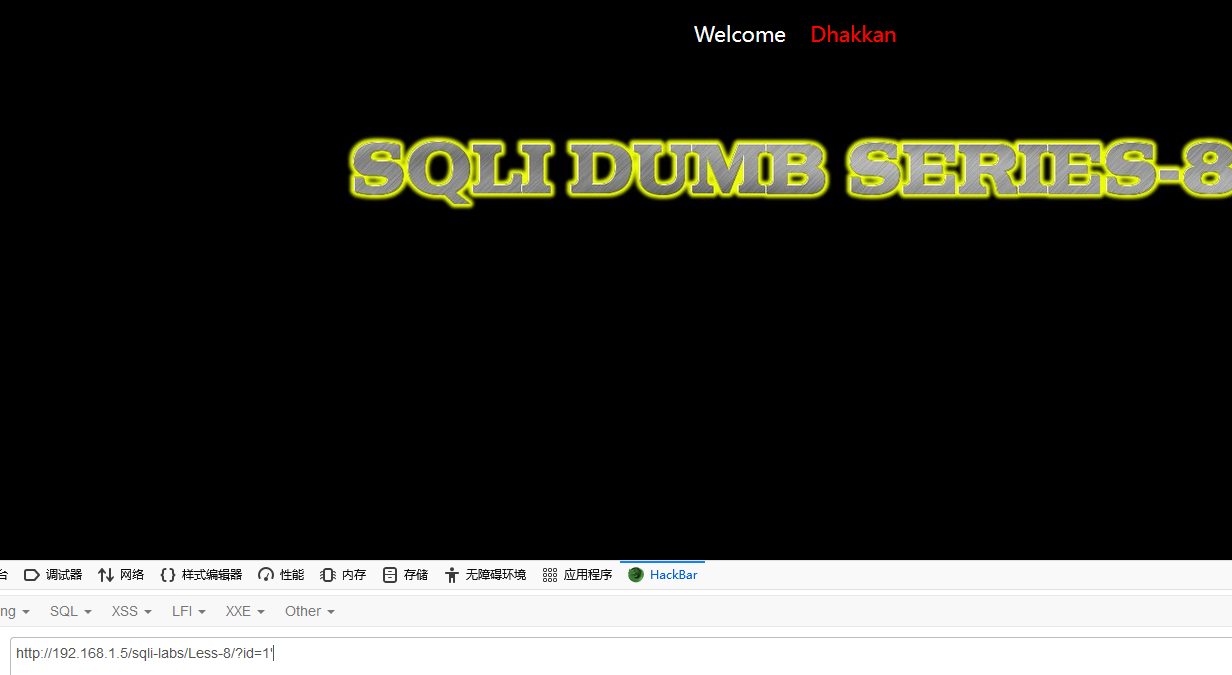 Welcome Dhakkan
SQLI DUMB SERIES-8
台 调试器 网络 样式编辑器 性能 内存 存储 无障碍环境 应用程序 HackBar
ng SQL XSS LFI XXE Other
http://192.168.1.5/sqli-labs/Less-8/?id=1'